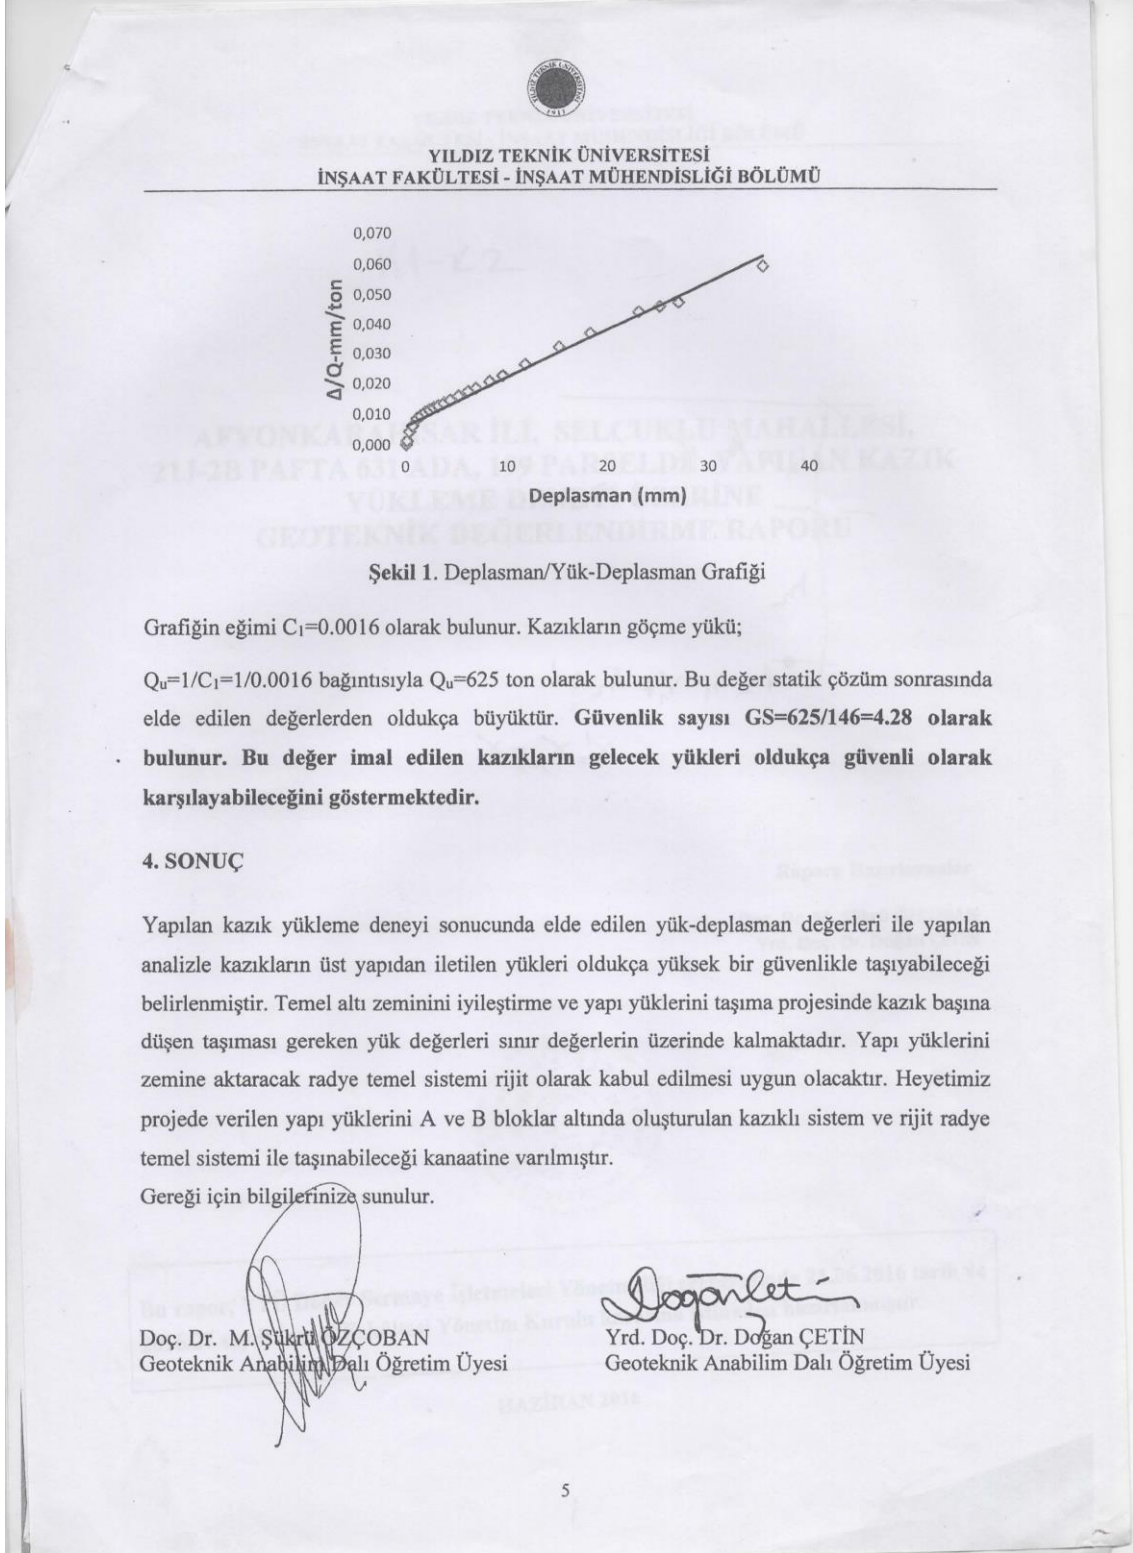 YILDIZ TEKNİK ÜNİVERSİTESİ
1911
YILDIZ TEKNİK ÜNİVERSİTESİ
İNŞAAT FAKÜLTESİ - İNŞAAT MÜHENDİSLİĞİ BÖLÜMÜ
0,070
0,060
0,050
0,040
0,030
0,020
0,010
0,000
Δ/Q-mm/ton
0 10 20 30 40
Deplasman (mm)
Şekil 1. Deplasman/Yük-Deplasman Grafiği
Grafiğin eğimi C₁=0.0016 olarak bulunur. Kazıkların göçme yükü;
Qu=1/C₁=1/0.0016 bağıntısıyla Qu=625 ton olarak bulunur. Bu değer statik çözüm sonrasında
elde edilen değerlerden oldukça büyüktür. Güvenlik sayısı GS=625/146=4.28 olarak
bulunur. Bu değer imal edilen kazıkların gelecek yükleri oldukça güvenli olarak
karşılayabileceğini göstermektedir.
4. SONUÇ
Yapılan kazık yükleme deneyi sonucunda elde edilen yük-deplasman değerleri ile yapılan
analizle kazıkların üst yapıdan iletilen yükleri oldukça yüksek bir güvenlikle taşıyabileceği
belirlenmiştir. Temel altı zeminini iyileştirme ve yapı yüklerini taşıma projesinde kazık başına
düşen taşıması gereken yük değerleri sınır değerlerin üzerinde kalmaktadır. Yapı yüklerini
zemine aktaracak radye temel sistemi rijit olarak kabul edilmesi uygun olacaktır. Heyetimiz
projede verilen yapı yüklerini A ve B bloklar altında oluşturulan kazıklı sistem ve rijit radye
temel sistemi ile taşınabileceği kanaatine varılmıştır.
Gereği için bilgilerinize sunulur.
Doç. Dr. M. Şükrü ÖZÇOBAN
Geoteknik Anabilim Dalı Öğretim Üyesi
Doğan Çetin
Yrd. Doç. Dr. Doğan ÇETİN
Geoteknik Anabilim Dalı Öğretim Üyesi
5